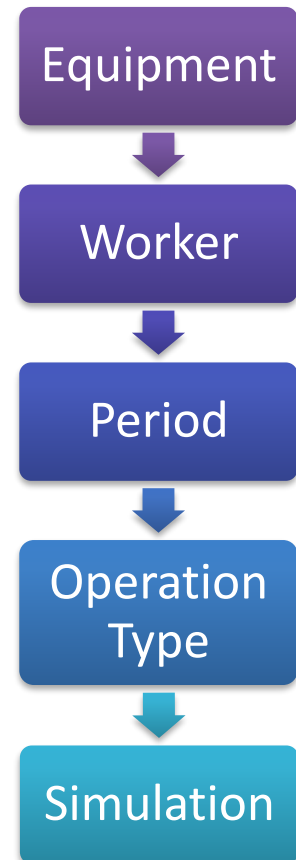 Equipment
Worker
Period
Operation
Type
Simulation